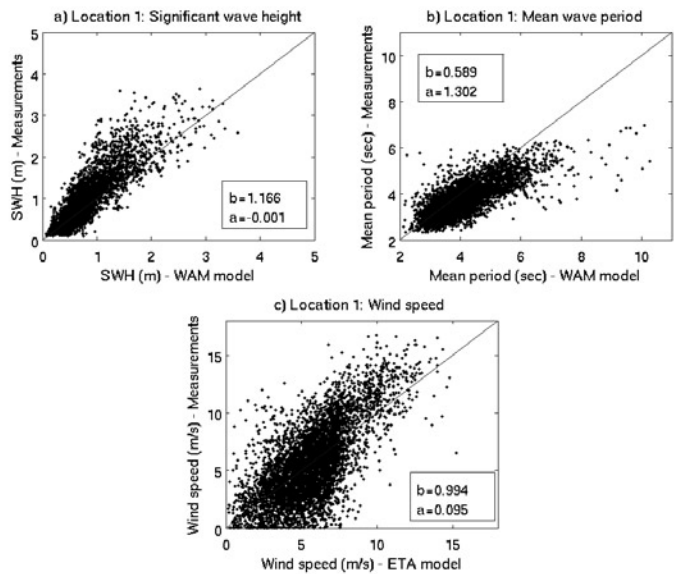 a) Location 1: Significant wave height
5
4
3
2
1
0
SWH (m) - Measurements
b=1.166
a=-0.001
0 1 2 3 4 5
SWH (m) - WAM model
b) Location 1: Mean wave period
10
8
6
4
2
Mean period (sec) - Measurements
b=0.589
a=1.302
2 4 6 8 10
Mean period (sec) - WAM model
c) Location 1: Wind speed
15
10
5
0
Wind speed (m/s) - Measurements
b=0.994
a=0.095
0 5 10 15
Wind speed (m/s) - ETA model